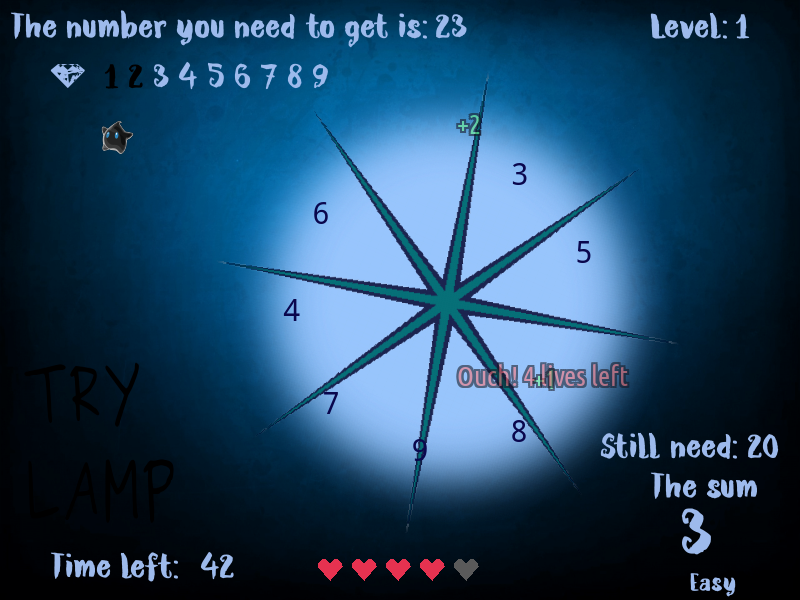 The number you need to get is: 23
Level: 1
1 2 3 4 5 6 7 8 9
+2
3
6
5
4
Ouch! 4 lives left
+1
7
8
9
TRY
LAMP
Still need: 20
The sum
3
Time left: 42
Easy